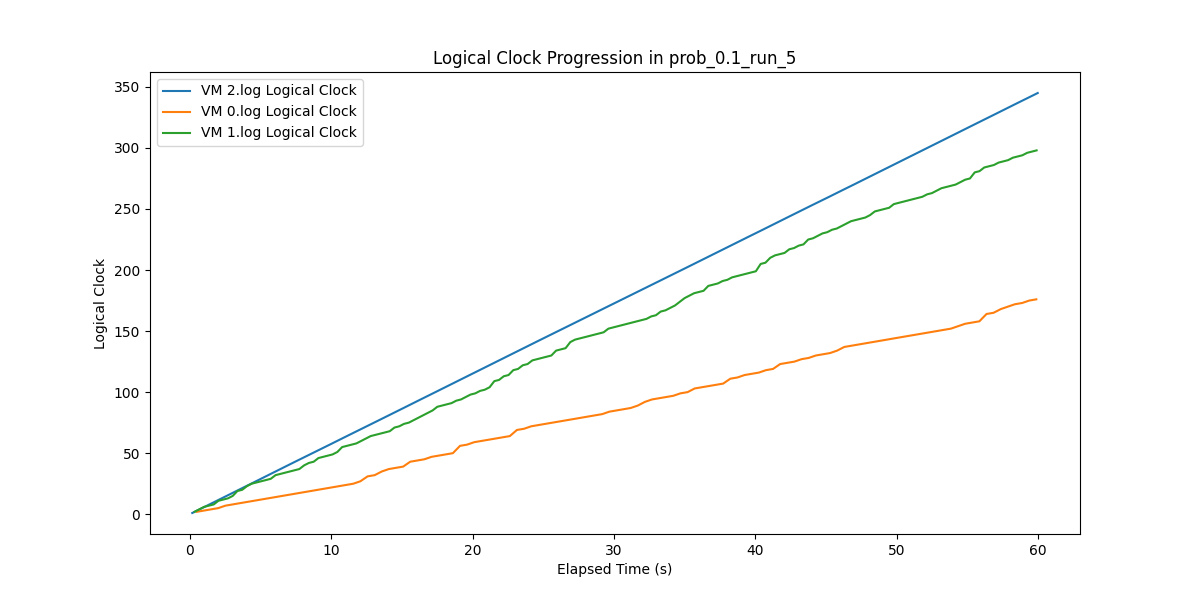 Logical Clock Progression in prob_0.1_run_5
VM 2.log Logical Clock
VM 0.log Logical Clock
VM 1.log Logical Clock
Logical Clock
350
300
250
200
150
100
50
0
0 10 20 30 40 50 60
Elapsed Time (s)